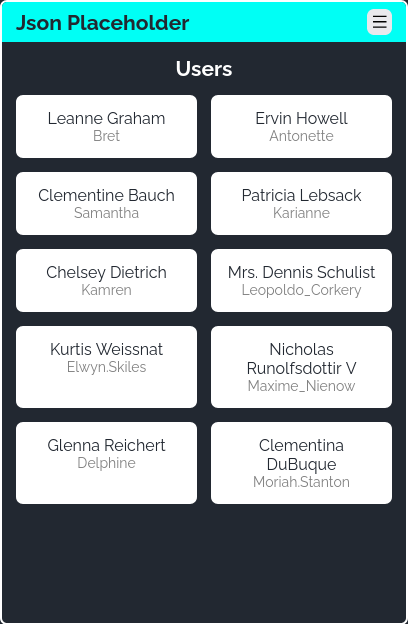 Json Placeholder
Users
Leanne Graham
Bret
Ervin Howell
Antonette
Clementine Bauch
Samantha
Patricia Lebsack
Karianne
Chelsey Dietrich
Kamren
Mrs. Dennis Schulist
Leopoldo_Corkery
Kurtis Weissnat
Elwyn.Skiles
Nicholas
Runolfsdottir V
Maxime_Nienow
Glenna Reichert
Delphine
Clementina
DuBuque
Moriah.Stanton